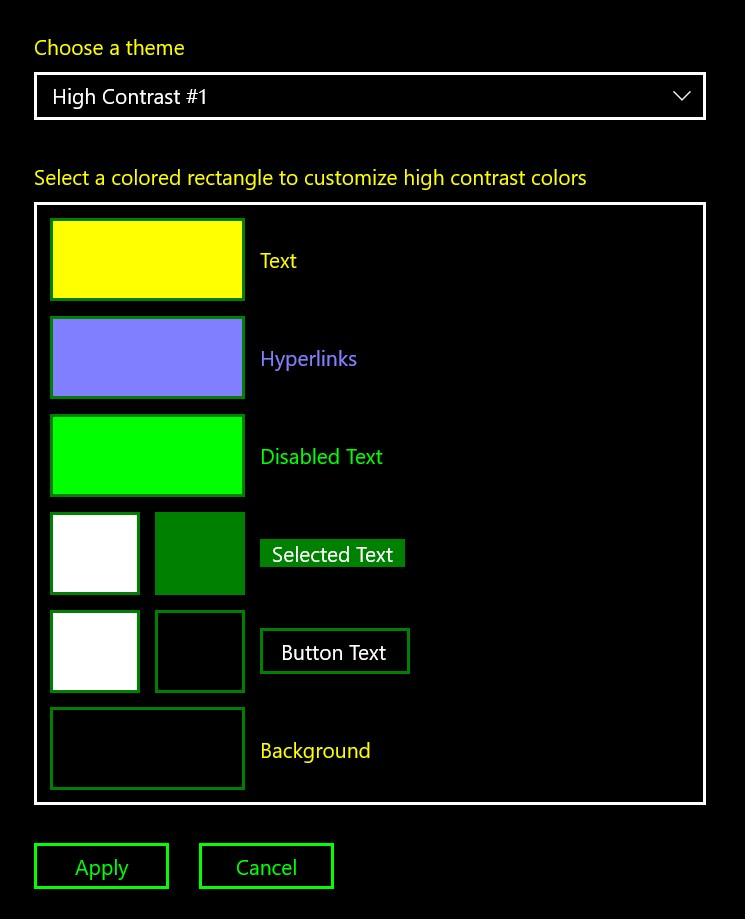 Choose a theme
High Contrast #1
Select a colored rectangle to customize high contrast colors
Text
Hyperlinks
Disabled Text
Selected Text
Button Text
Background
Apply
Cancel